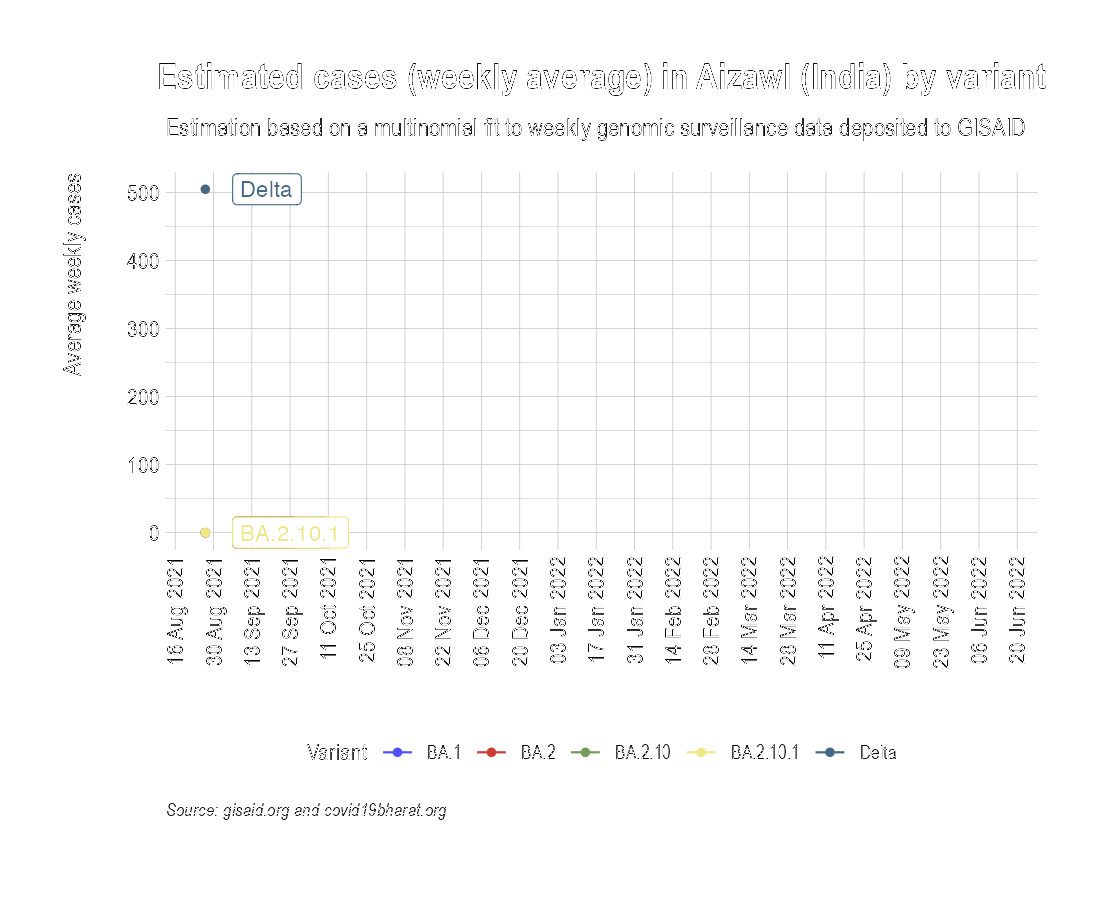 Estimated cases (weekly average) in Aizawl (India) by variant
Estimation based on a multinomial fit to weekly genomic surveillance data deposited to GISAID
Average weekly cases
500
400
300
200
100
0
Delta
BA.2.10.1
16 Aug 2021
30 Aug 2021
13 Sep 2021
27 Sep 2021
11 Oct 2021
25 Oct 2021
08 Nov 2021
22 Nov 2021
06 Dec 2021
20 Dec 2021
03 Jan 2022
17 Jan 2022
31 Jan 2022
14 Feb 2022
28 Feb 2022
14 Mar 2022
28 Mar 2022
11 Apr 2022
25 Apr 2022
09 May 2022
23 May 2022
06 Jun 2022
20 Jun 2022
Variant BA.1 BA.2 BA.2.10 BA.2.10.1 Delta
Source: gisaid.org and covid19bharat.org